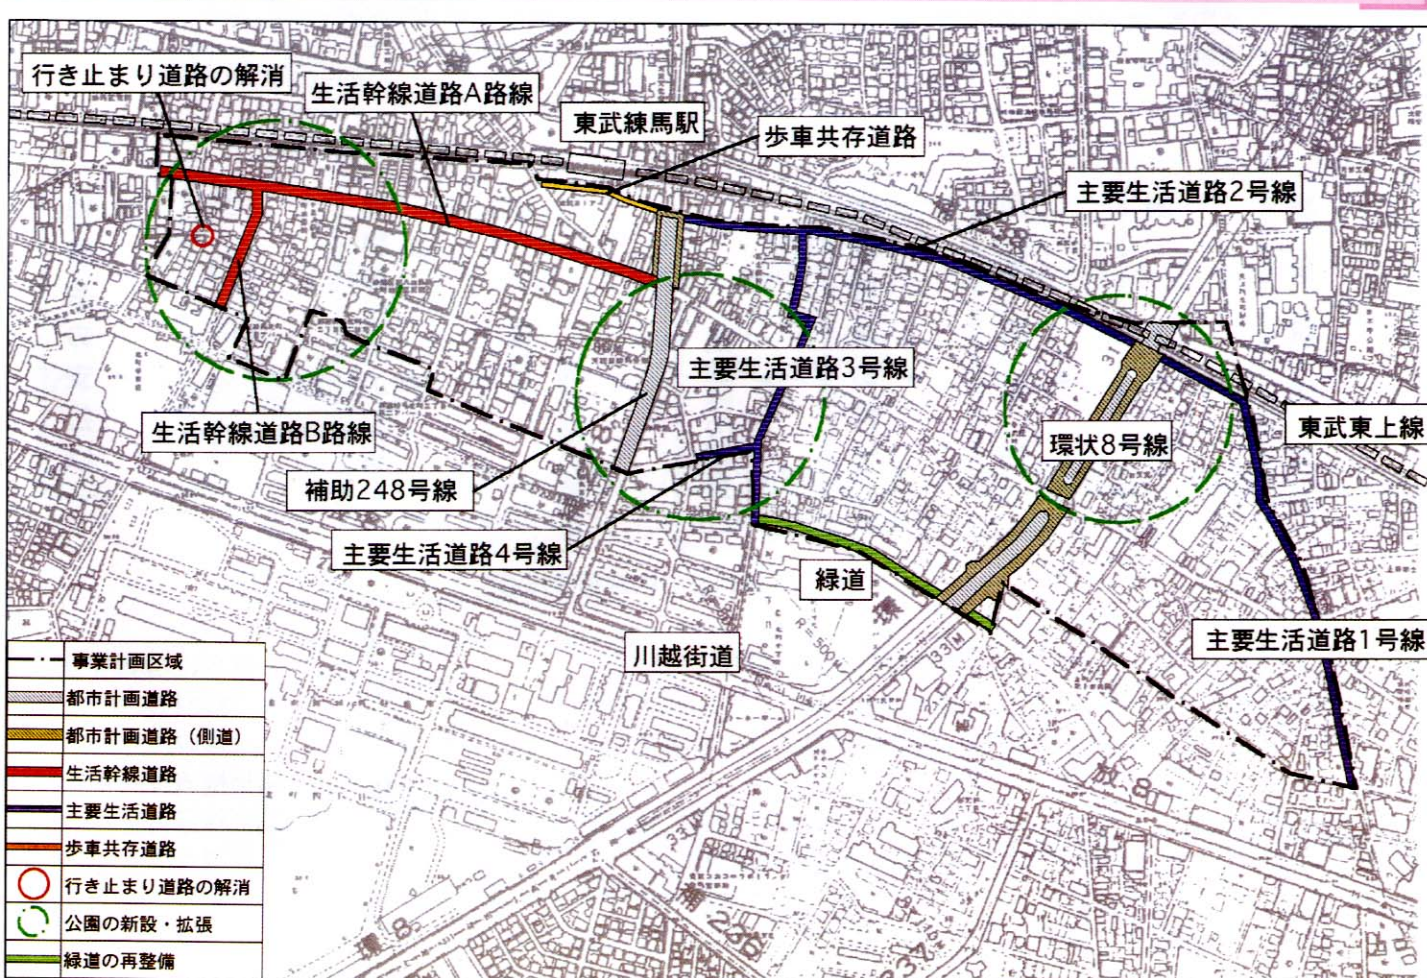 行き止まり道路の解消
生活幹線道路A路線
東武練馬駅
歩車共存道路
主要生活道路2号線
主要生活道路3号線
生活幹線道路B路線
環状8号線
東武東上線
補助248号線
主要生活道路4号線
緑道
川越街道
主要生活道路1号線
事業計画区域
都市計画道路
都市計画道路(側道)
生活幹線道路
主要生活道路
歩車共存道路
行き止まり道路の解消
公園の新設・拡張
緑道の再整備